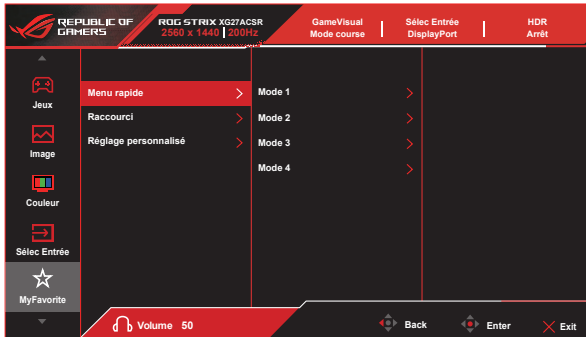 REPUBLIC OF
GAMERS
ROG STRIX XG27ACSR
2560 x 1440 200Hz
GameVisual
Mode course
Sélec Entrée
DisplayPort
HDR
Arrêt
Jeux
Image
Couleur
Sélec Entrée
MyFavorite
Menu rapide
Raccourci
Réglage personnalisé
Mode 1
Mode 2
Mode 3
Mode 4
Volume 50
Back
Enter
Exit